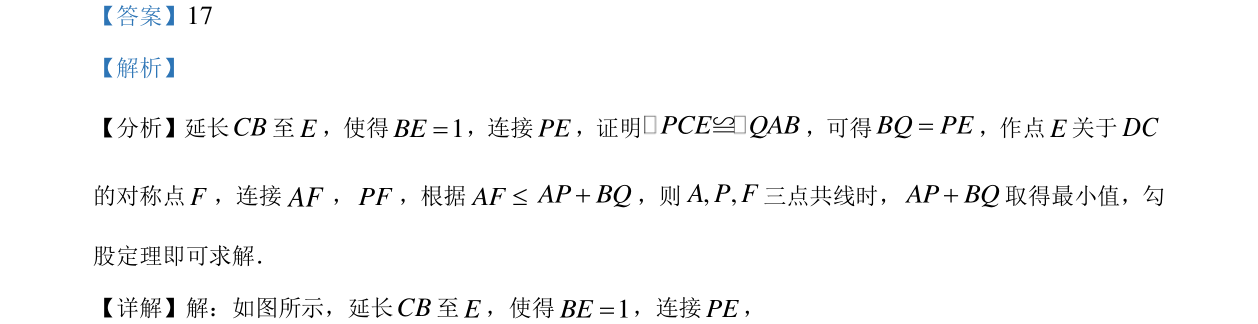 【答案】17
【解析】
【分析】延长CB至E，使得BE=1，连接PE，证明□PCE≌□QAB，可得BQ=PE，作点E关于DC
的对称点F，连接AF，PF，根据AF≤AP+BQ，则A,P,F三点共线时，AP+BQ取得最小值，勾
股定理即可求解．
【详解】解：如图所示，延长CB至E，使得BE=1，连接PE，